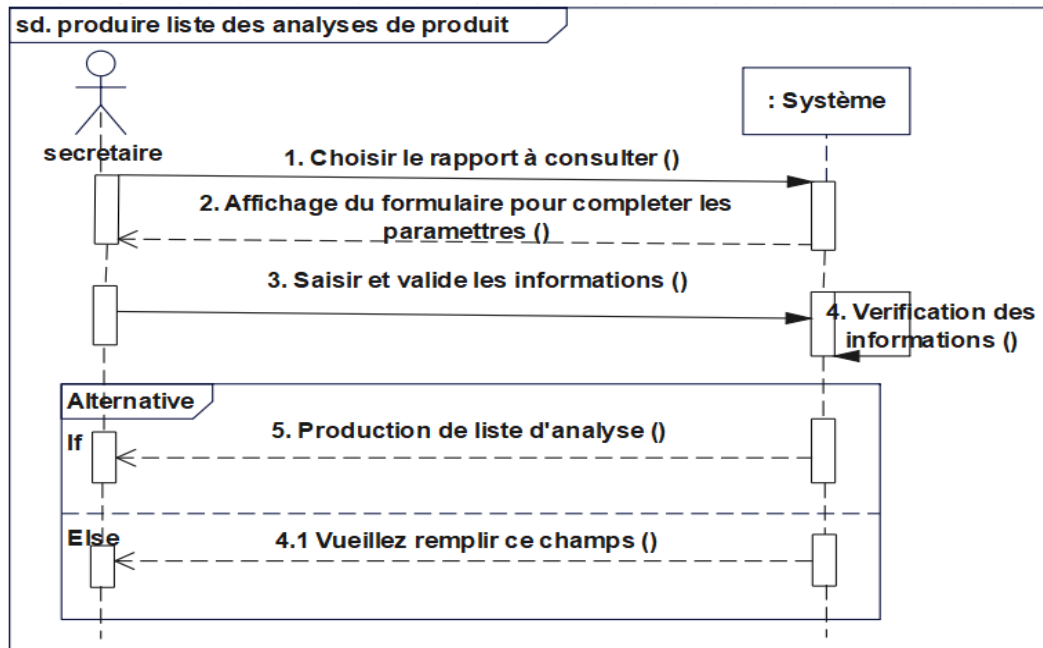 sd. produire liste des analyses de produit
: Système
secretaire
1. Choisir le rapport à consulter ()
2. Affichage du formulaire pour completer les
paramettres ()
3. Saisir et valide les informations ()
4. Verification des
informations ()
Alternative
If
5. Production de liste d'analyse ()
Else
4.1 Vueillez remplir ce champs ()